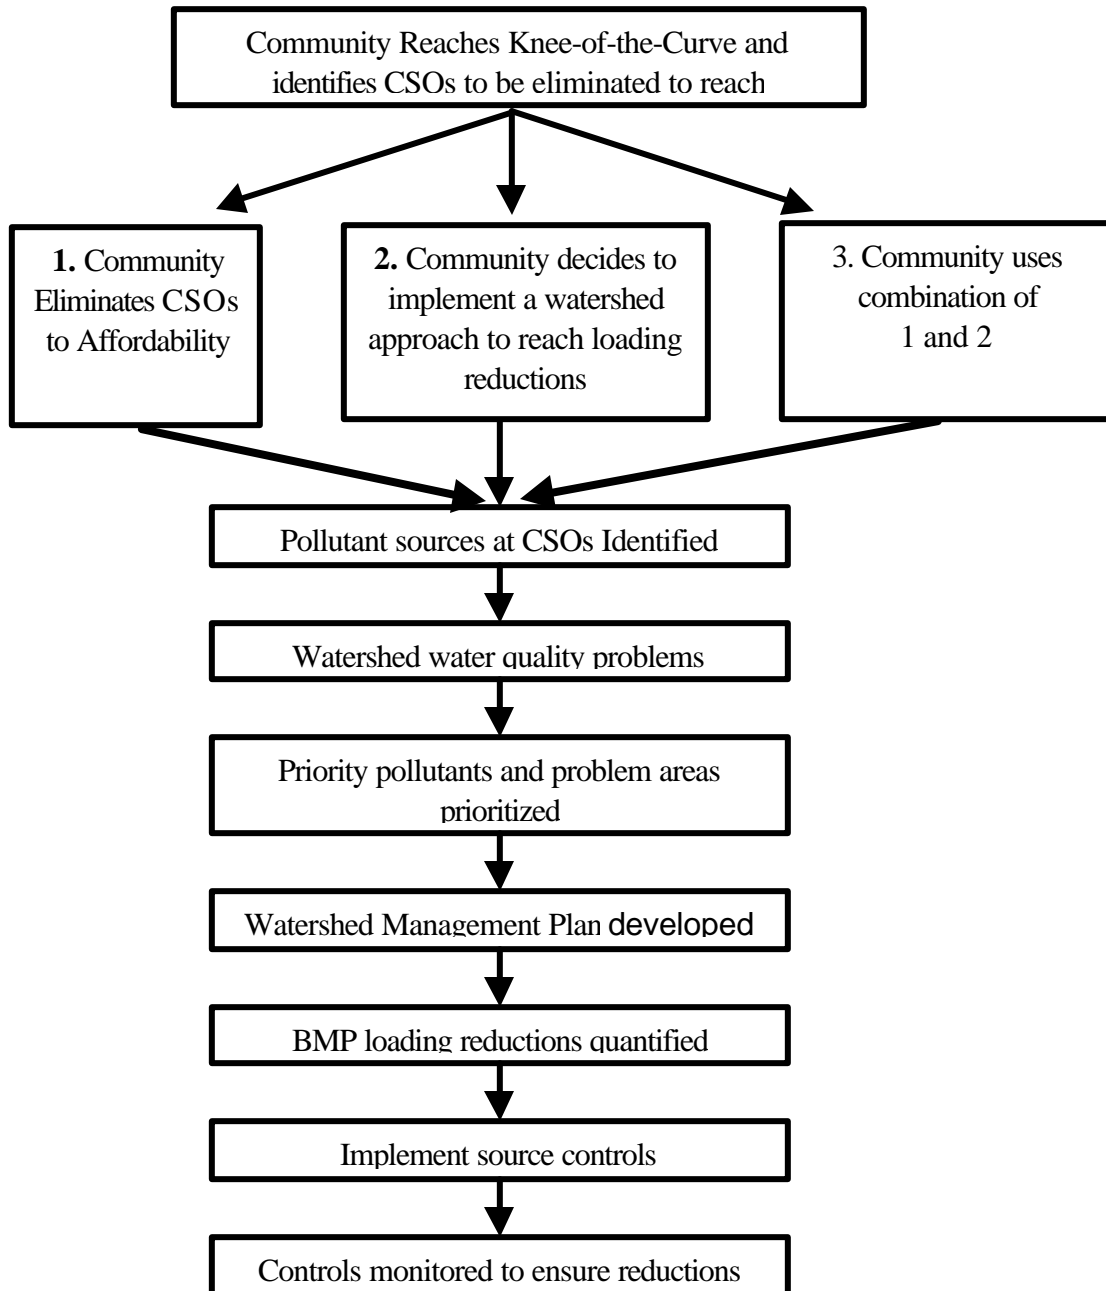 Community Reaches Knee-of-the-Curve and
identifies CSOs to be eliminated to reach
1. Community
Eliminates CSOs
to Affordability
2. Community decides to
implement a watershed
approach to reach loading
reductions
3. Community uses
combination of
1 and 2
Pollutant sources at CSOs Identified
Watershed water quality problems
Priority pollutants and problem areas
prioritized
Watershed Management Plan developed
BMP loading reductions quantified
Implement source controls
Controls monitored to ensure reductions